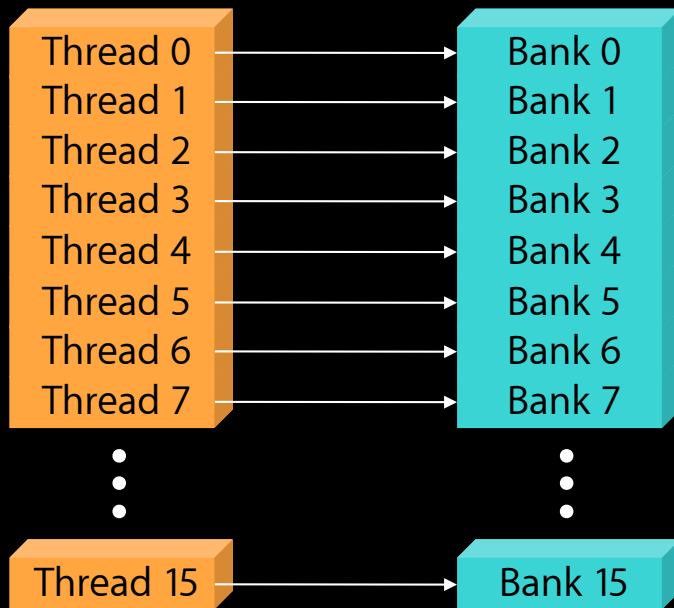 Thread 0 Bank 0
Thread 1 Bank 1
Thread 2 Bank 2
Thread 3 Bank 3
Thread 4 Bank 4
Thread 5 Bank 5
Thread 6 Bank 6
Thread 7 Bank 7
Thread 15 Bank 15